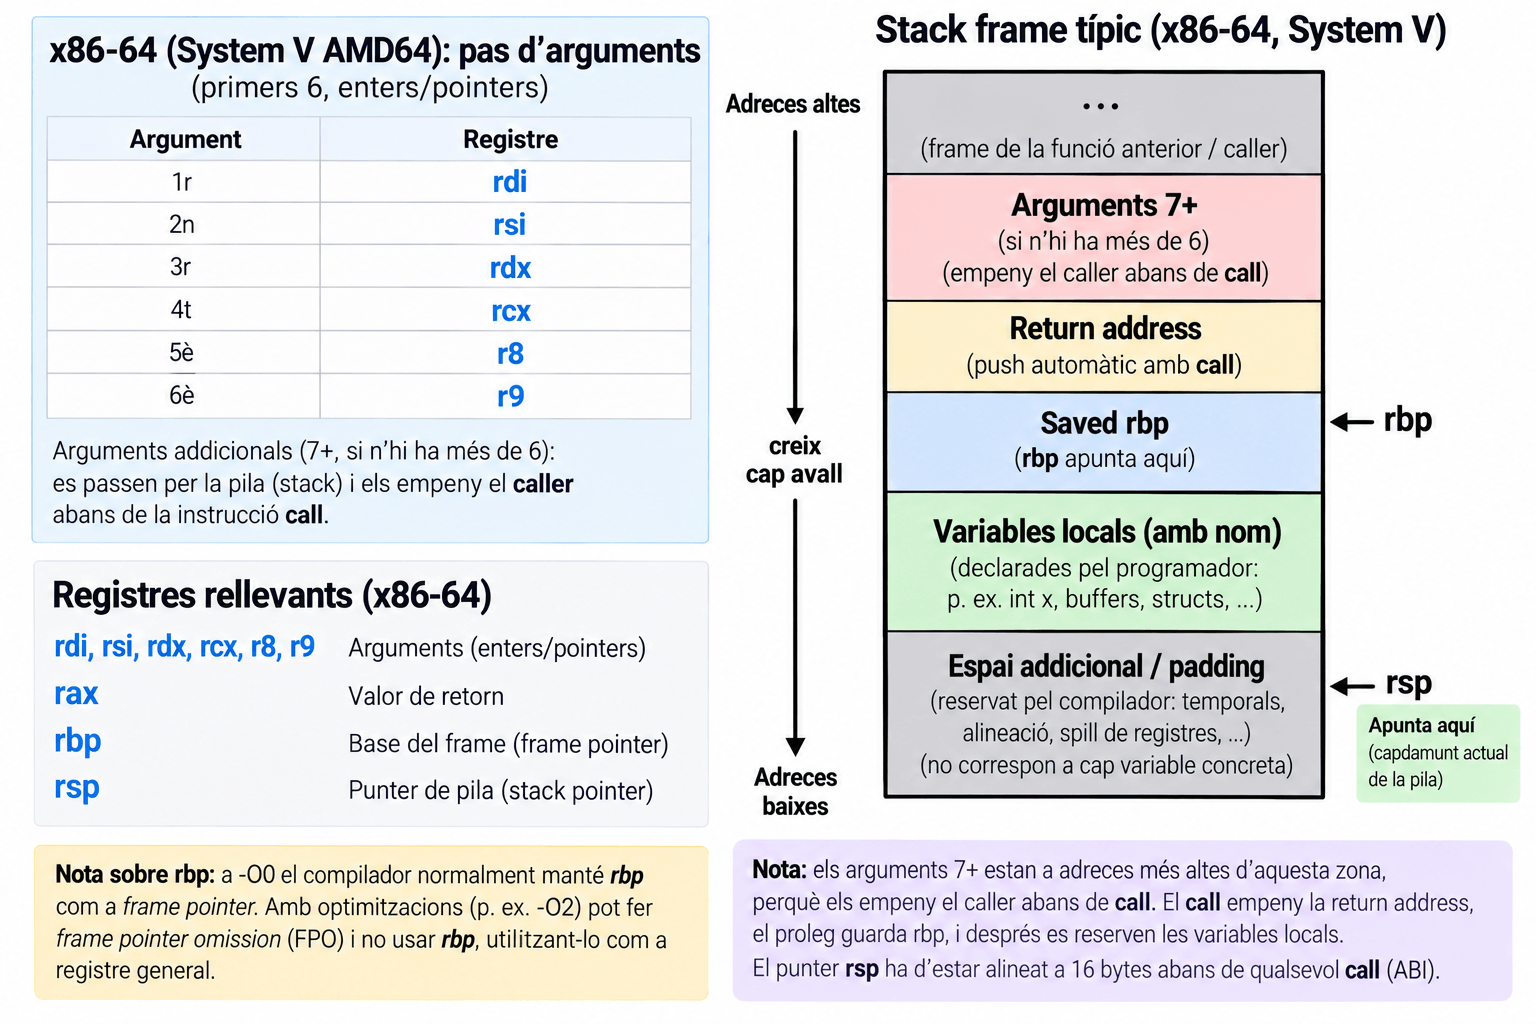 x86-64 (System V AMD64): pas d’arguments
(primers 6, enters/pointers)
Argument Registre
1r rdi
2n rsi
3r rdx
4t rcx
5è r8
6è r9
Arguments addicionals (7+, si n’hi ha més de 6):
es passen per la pila (stack) i els empeny el caller
abans de la instrucció call.
Registres rellevants (x86-64)
rdi, rsi, rdx, rcx, r8, r9 Arguments (enters/pointers)
rax Valor de retorn
rbp Base del frame (frame pointer)
rsp Punter de pila (stack pointer)
Nota sobre rbp: a -O0 el compilador normalment manté rbp
com a frame pointer. Amb optimitzacions (p. ex. -O2) pot fer
frame pointer omission (FPO) i no usar rbp, utilitzant-lo com a
registre general.
Stack frame típic (x86-64, System V)
Adreces altes
creix
cap avall
Adreces
baixes
...
(frame de la funció anterior / caller)
Arguments 7+
(si n’hi ha més de 6)
(empeny el caller abans de call)
Return address
(push automàtic amb call)
Saved rbp
(rbp apunta aquí)
rbp
Variables locals (amb nom)
(declarades pel programador:
p. ex. int x, buffers, structs, ...)
Espai addicional / padding
(reservat pel compilador: temporals,
alineació, spill de registres, ...)
(no correspon a cap variable concreta)
rsp
Apunta aquí
(capdamunt actual
de la pila)
Nota: els arguments 7+ estan a adreces més altes d’aquesta zona,
perquè els empeny el caller abans de call. El call empeny la return address,
el proleg guarda rbp, i després es reserven les variables locals.
El punter rsp ha d’estar alineat a 16 bytes abans de qualsevol call (ABI).